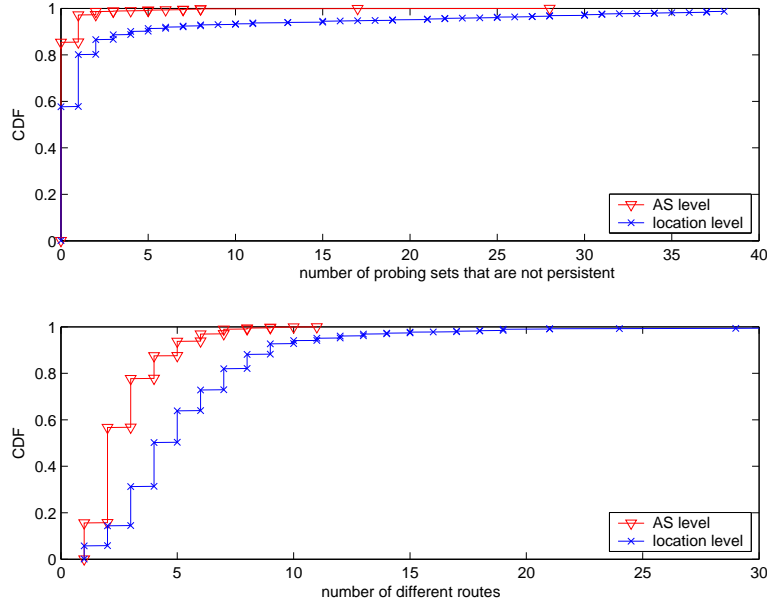 1
0.8
0.6
CDF
0.4
0.2
0
AS level
location level
0 5 10 15 20 25 30 35 40
number of probing sets that are not persistent
1
0.8
0.6
CDF
0.4
0.2
0
AS level
location level
0 5 10 15 20 25 30
number of different routes